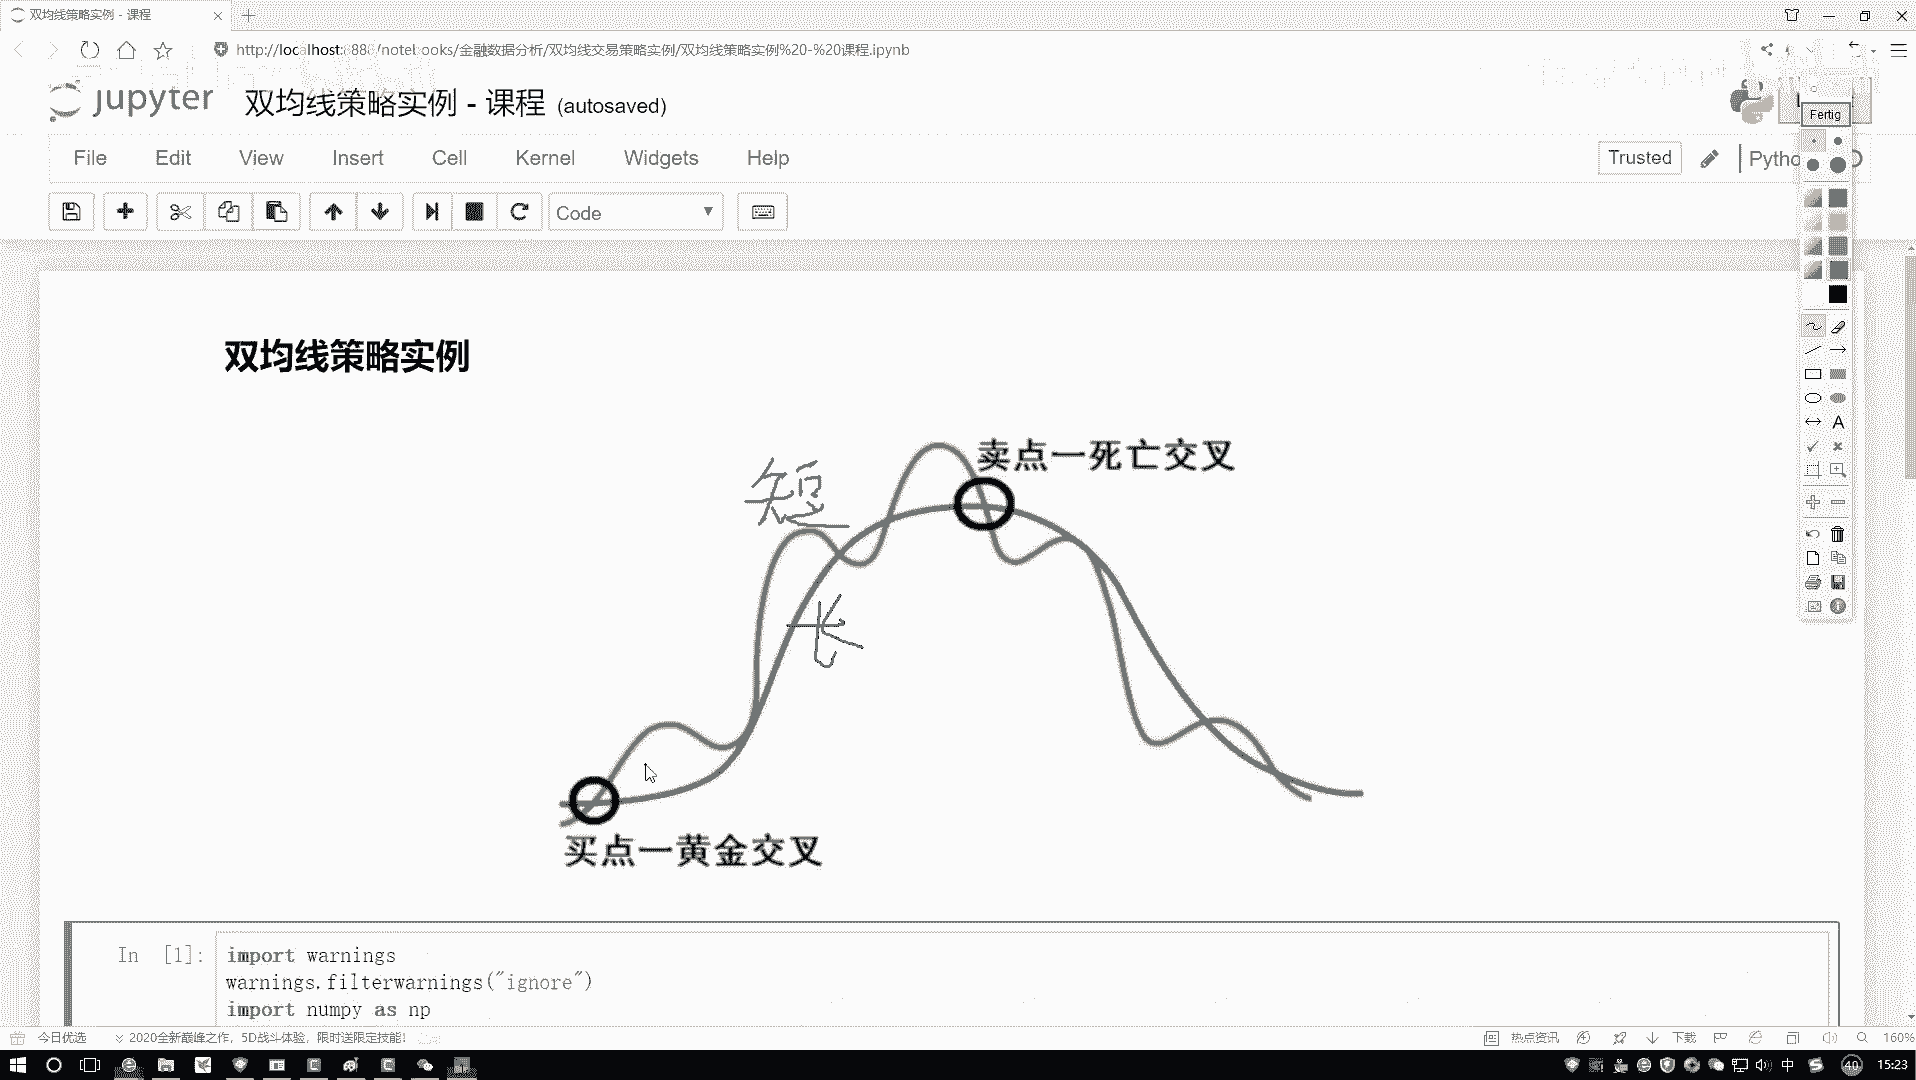 双均线策略实例 - 课程
http://localhost:888/notebooks/金融数据分析/双均线交易策略实例/双均线策略实例%20-%20课程.ipynb
jupyter 双均线策略实例 - 课程 (autosaved)
Fertig
File Edit View Insert Cell Kernel Widgets Help
Trusted
Pytho
Code
双均线策略实例
卖点一死亡交叉
短
长
买点一黄金交叉
In [1]:
import warnings
warnings.filterwarnings("ignore")
import numpy as np
今日优选 2020全新巅峰之作，5D战斗体验，限时送限定技能！ 热点资讯 下载 160%
中 40 15:23